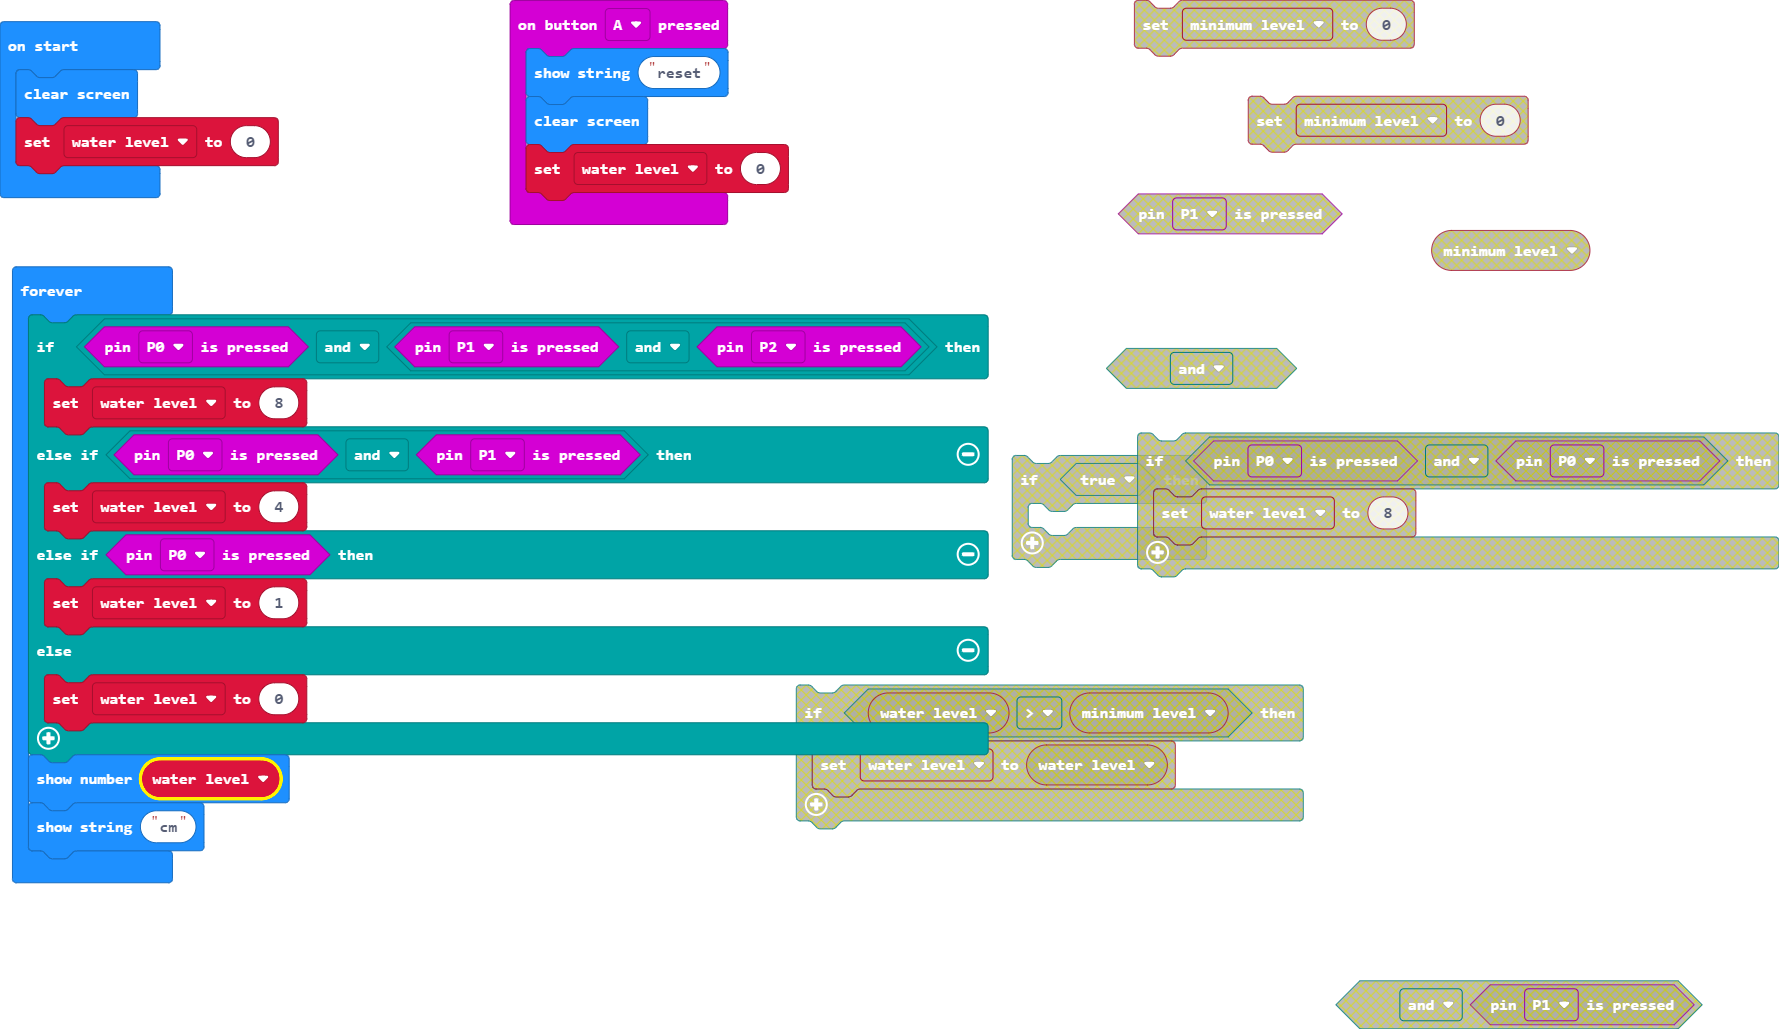 on start
clear screen
set water level to 0
on button A pressed
show string "reset"
clear screen
set water level to 0
set minimum level to 0
set minimum level to 0
pin P1 is pressed
minimum level
and
forever
if pin P0 is pressed and pin P1 is pressed and pin P2 is pressed then
set water level to 8
else if pin P0 is pressed and pin P1 is pressed then
set water level to 4
else if pin P0 is pressed then
set water level to 1
else
set water level to 0
show number water level
show string "cm"
if true then
if pin P0 is pressed and pin P0 is pressed then
set water level to 8
if water level > minimum level then
set water level to water level
and pin P1 is pressed